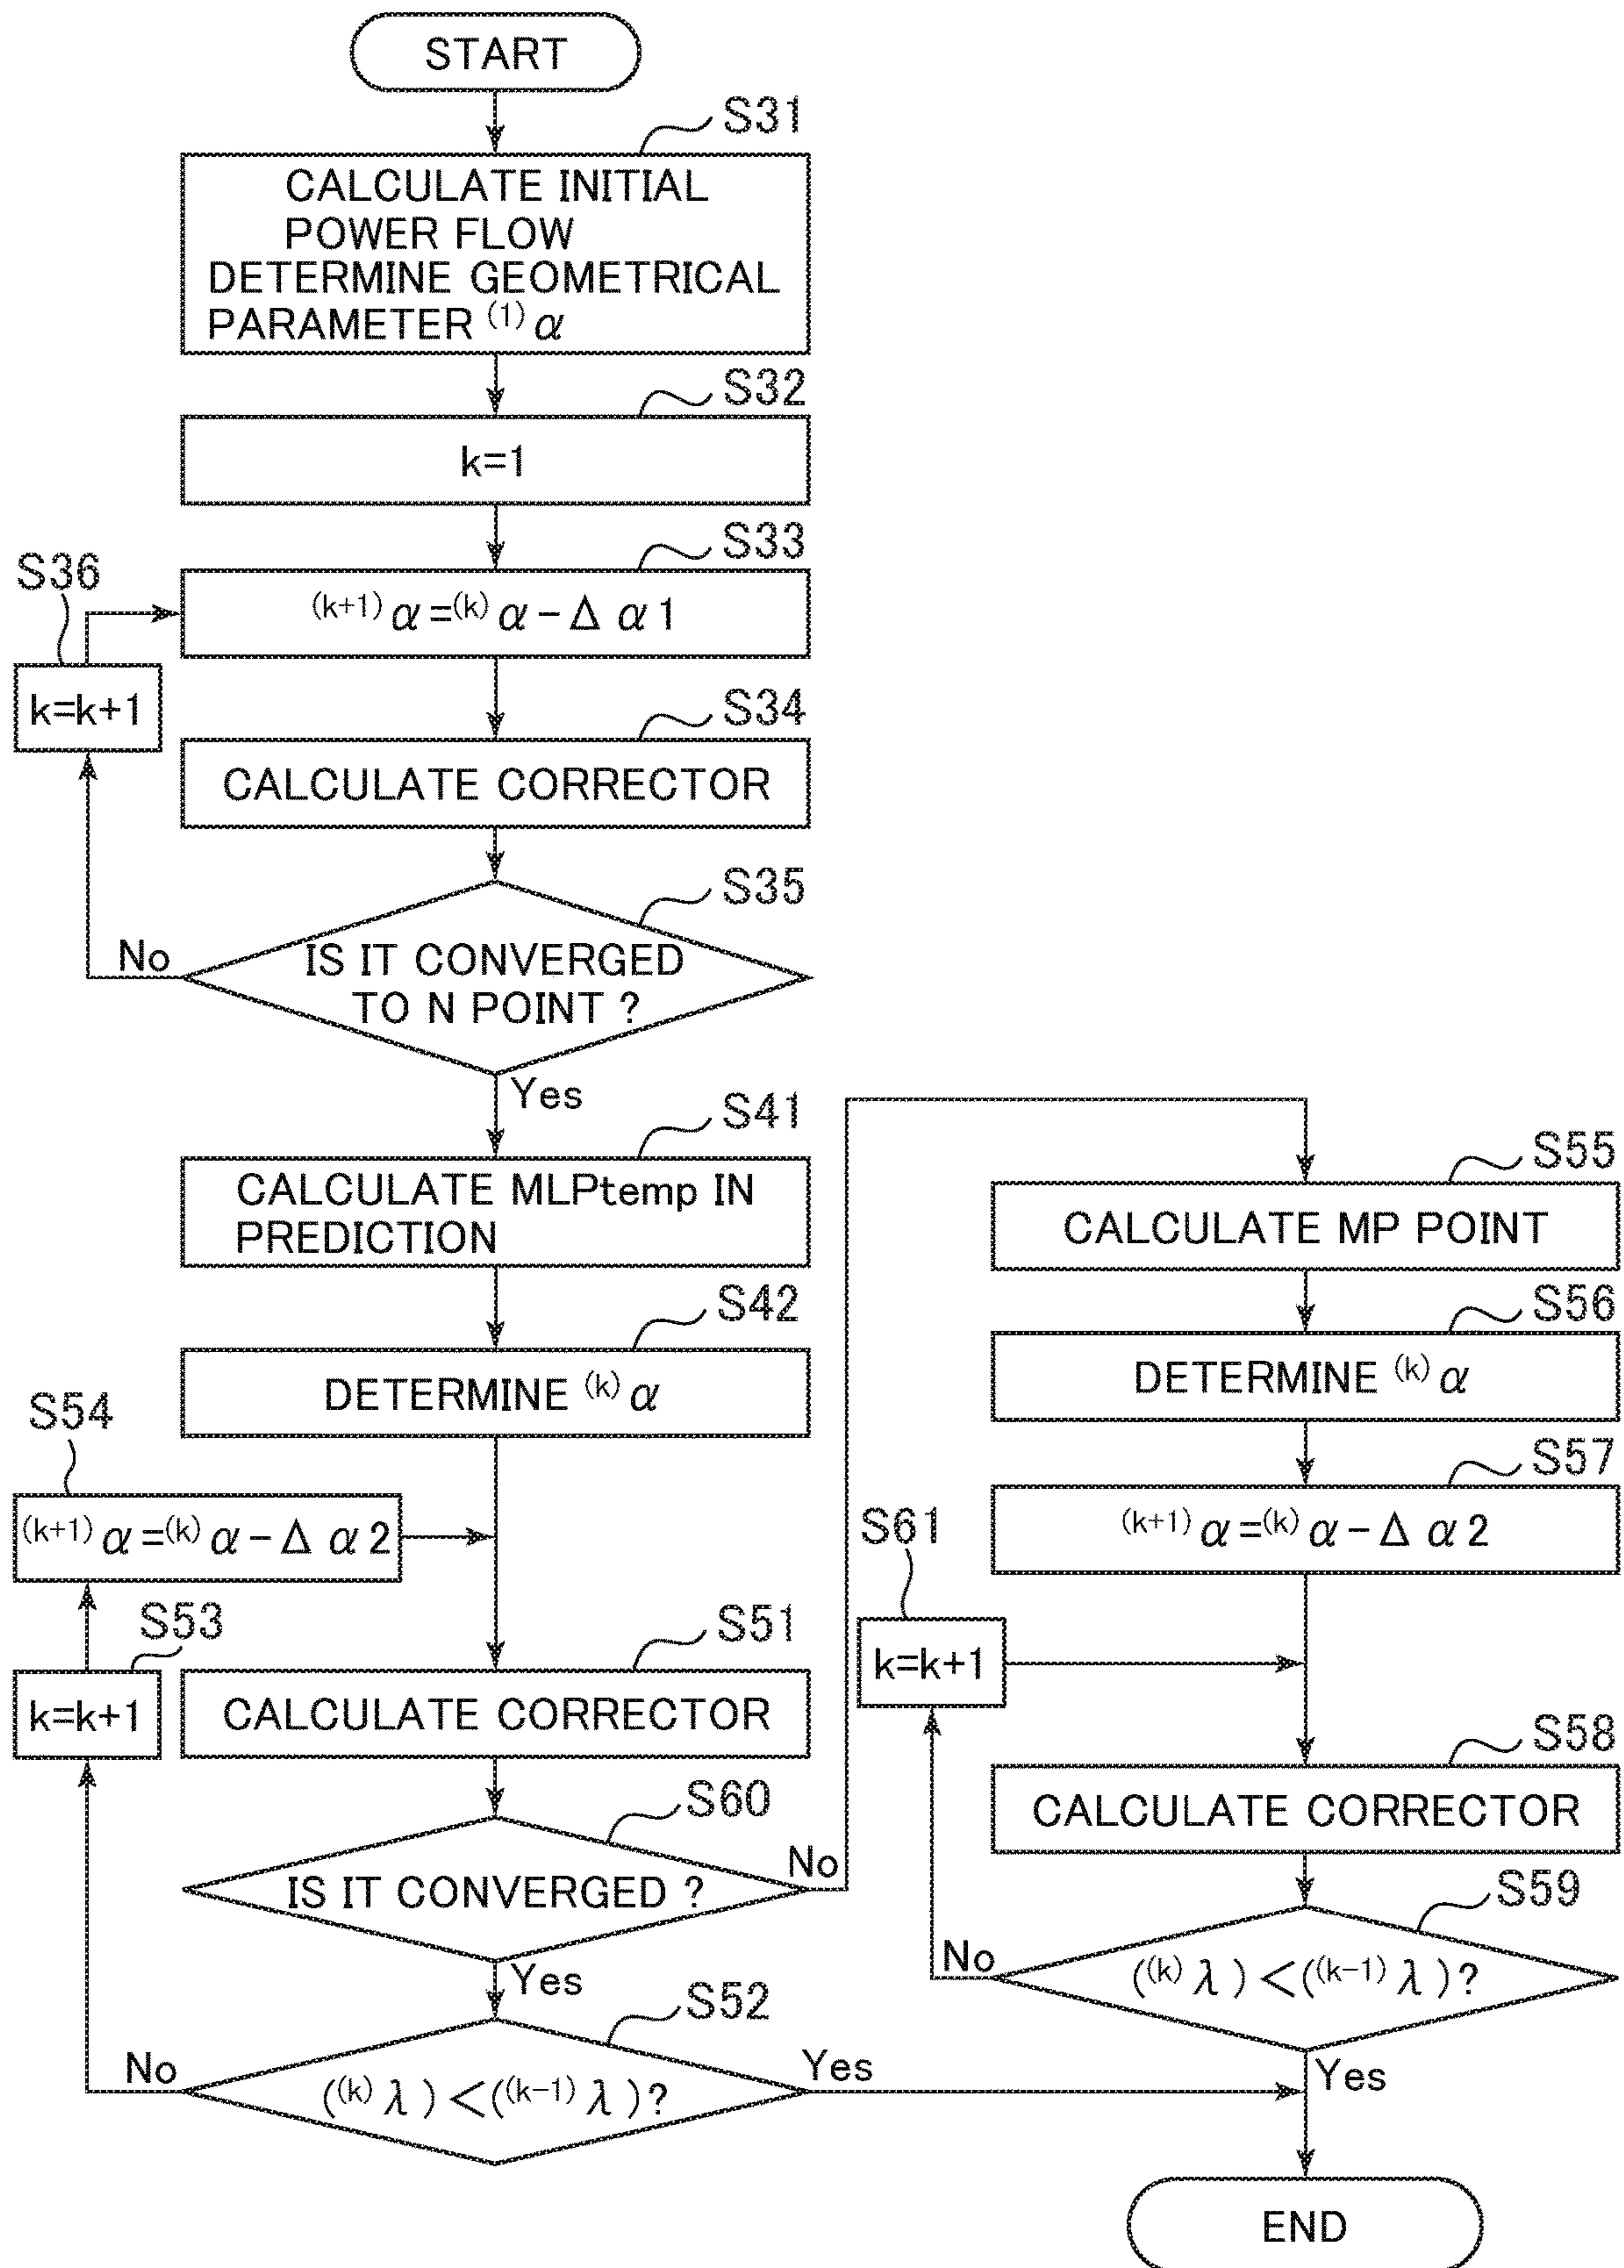 START
S31
CALCULATE INITIAL
POWER FLOW
DETERMINE GEOMETRICAL
PARAMETER (1)α
S32
k=1
S33
(k+1)α=(k)α-Δα1
S36
k=k+1
S34
CALCULATE CORRECTOR
S35
IS IT CONVERGED
TO N POINT ?
No
Yes
S41
CALCULATE MLPtemp IN
PREDICTION
S42
DETERMINE (k)α
S54
(k+1)α=(k)α-Δα2
S53
k=k+1
S51
CALCULATE CORRECTOR
S60
IS IT CONVERGED ?
No
Yes
S52
((k)λ)<((k-1)λ)?
No
Yes
S55
CALCULATE MP POINT
S56
DETERMINE (k)α
S57
(k+1)α=(k)α-Δα2
S61
k=k+1
S58
CALCULATE CORRECTOR
S59
((k)λ)<((k-1)λ)?
No
Yes
END